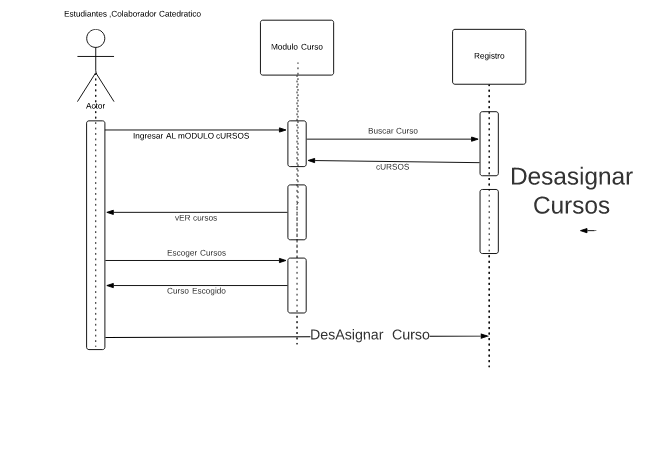 Estudiantes ,Colaborador Catedratico
Modulo Curso
Registro
Actor
Buscar Curso
Ingresar AL mODULO cURSOS
cURSOS
Desasignar
Cursos
vER cursos
Escoger Cursos
Curso Escogido
DesAsignar Curso